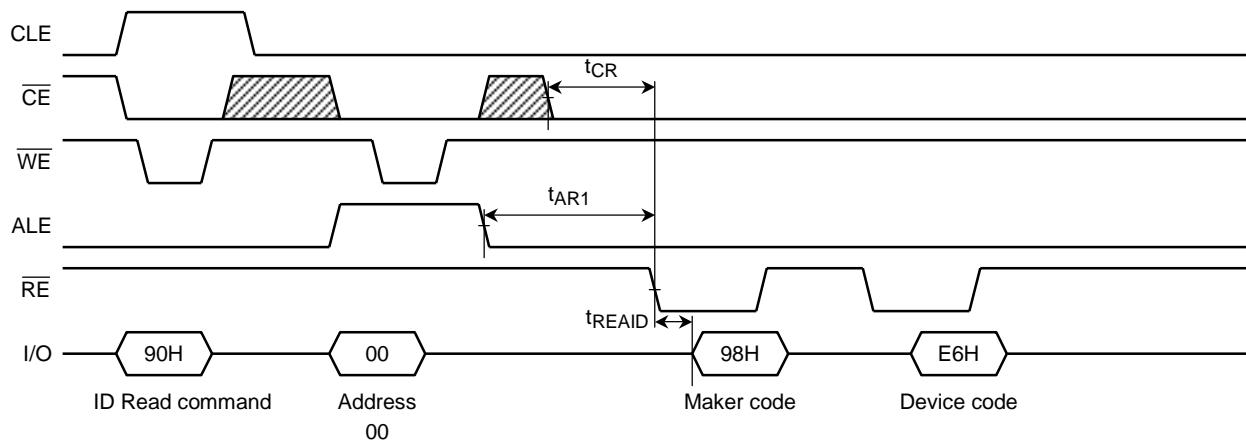 CLE
CE
tCR
WE
tAR1
ALE
RE
tREAID
I/O 90H 00 98H E6H
ID Read command Address Maker code Device code
00